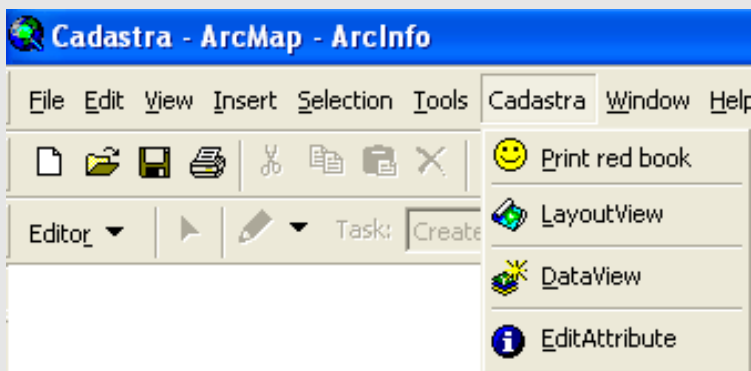 Cadastra - ArcMap - ArcInfo
File Edit View Insert Selection Tools Cadastra Window Help
Print red book
Editor Task: Create
LayoutView
DataView
EditAttribute